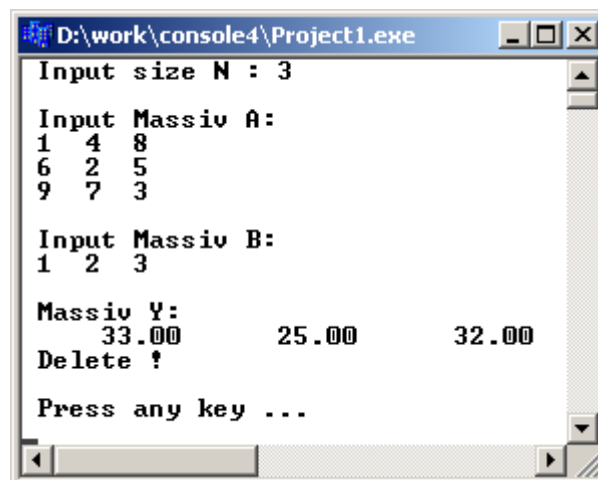 D:\work\console4\Project1.exe
Input size N : 3
Input Massiv A:
1 4 8
6 2 5
9 7 3
Input Massiv B:
1 2 3
Massiv Y:
33.00 25.00 32.00
Delete !
Press any key ...